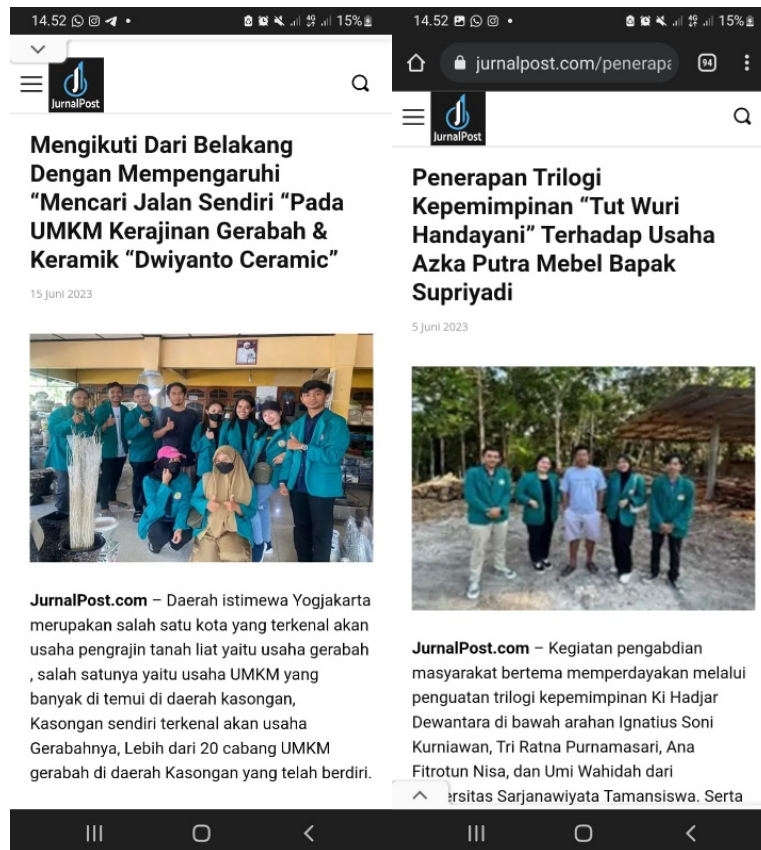 14.52
4G
15%
JurnalPost
Mengikuti Dari Belakang
Dengan Mempengaruhi
“Mencari Jalan Sendiri “Pada
UMKM Kerajinan Gerabah &
Keramik “Dwiyanto Ceramic”
15 Juni 2023
JurnalPost.com – Daerah istimewa Yogjakarta
merupakan salah satu kota yang terkenal akan
usaha pengrajin tanah liat yaitu usaha gerabah
, salah satunya yaitu usaha UMKM yang
banyak di temui di daerah kasongan,
Kasongan sendiri terkenal akan usaha
Gerabahnya, Lebih dari 20 cabang UMKM
gerabah di daerah Kasongan yang telah berdiri.
14.52
4G
15%
jurnalpost.com/penerapa
94
JurnalPost
Penerapan Trilogi
Kepemimpinan “Tut Wuri
Handayani” Terhadap Usaha
Azka Putra Mebel Bapak
Supriyadi
5 Juni 2023
JurnalPost.com – Kegiatan pengabdian
masyarakat bertema memperdayakan melalui
penguatan trilogi kepemimpinan Ki Hadjar
Dewantara di bawah arahan Ignatius Soni
Kurniawan, Tri Ratna Purnamasari, Ana
Fitrotun Nisa, dan Umi Wahidah dari
ersitas Sarjanawiyata Tamansiswa. Serta